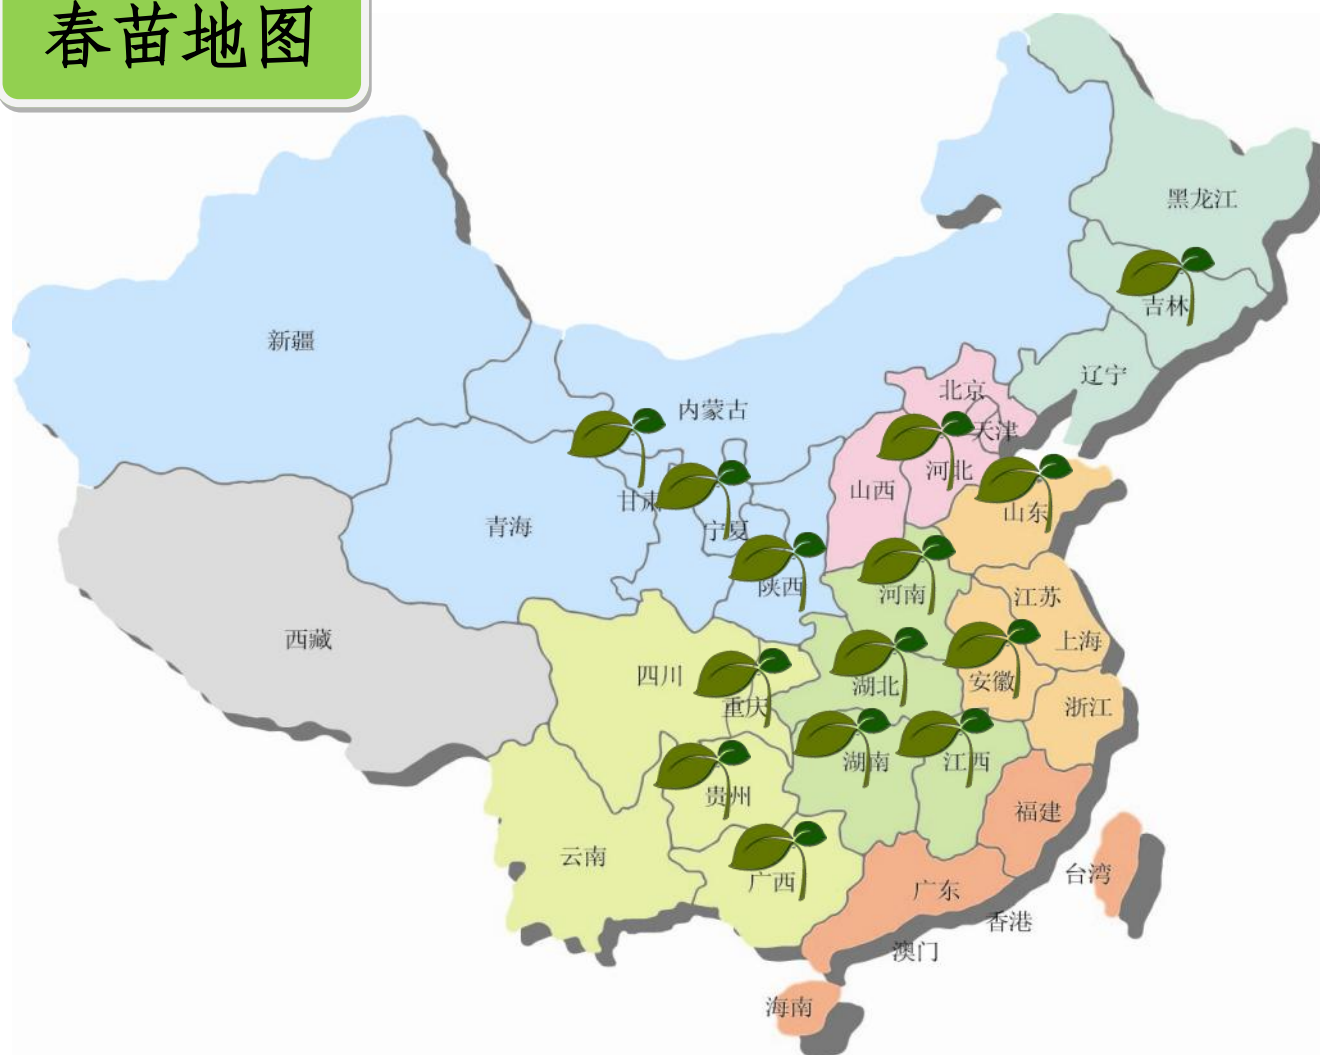 春苗地图
黑龙江
吉林
新疆
辽宁
北京
内蒙古
天津
河北
山西
甘肃
山东
青海
宁夏
陕西
河南
江苏
西藏
上海
四川
湖北
安徽
重庆
浙江
湖南
江西
贵州
福建
云南
台湾
广西
广东
香港
澳门
海南